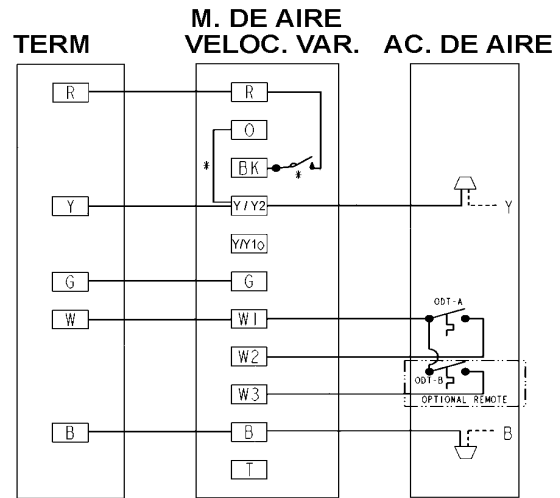 M. DE AIRE
TERM VELOC. VAR. AC. DE AIRE
R R
O
* BK *
Y Y/Y2 Y
Y/Y1o
G G
ODT-A
W W1
W2
ODT-B
W3 OPTIONAL REMOTE
B B B
T